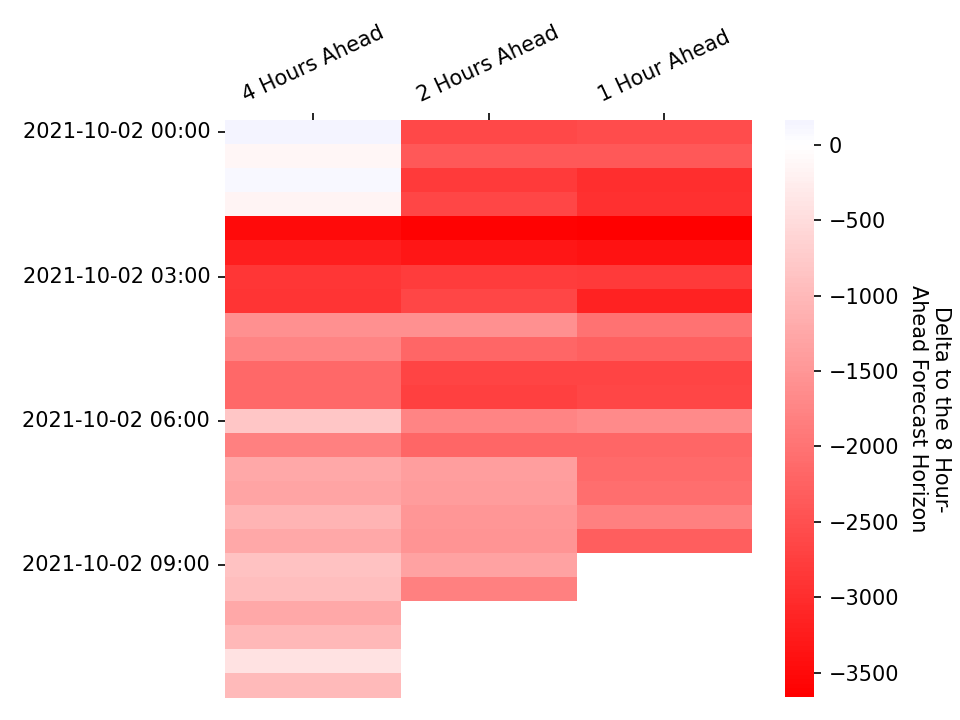 4 Hours Ahead
2 Hours Ahead
1 Hour Ahead
2021-10-02 00:00
2021-10-02 03:00
2021-10-02 06:00
2021-10-02 09:00
0
−500
−1000
−1500
−2000
−2500
−3000
−3500
Delta to the 8 Hour-
Ahead Forecast Horizon